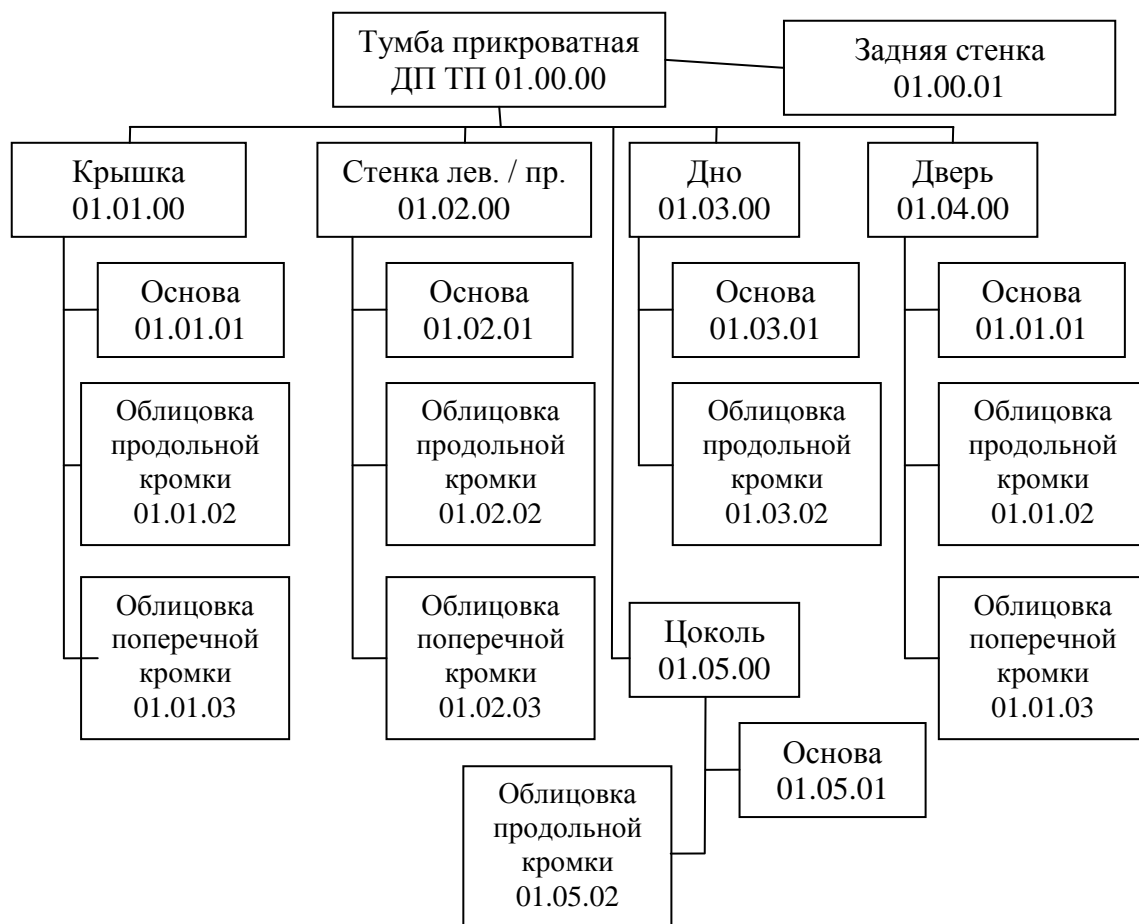 Тумба прикроватная
ДП ТП 01.00.00
Задняя стенка
01.00.01
Крышка
01.01.00
Стенка лев. / пр.
01.02.00
Дно
01.03.00
Дверь
01.04.00
Основа
01.01.01
Основа
01.02.01
Основа
01.03.01
Основа
01.01.01
Облицовка
продольной
кромки
01.01.02
Облицовка
продольной
кромки
01.02.02
Облицовка
продольной
кромки
01.03.02
Облицовка
продольной
кромки
01.01.02
Облицовка
поперечной
кромки
01.01.03
Облицовка
поперечной
кромки
01.02.03
Цоколь
01.05.00
Облицовка
поперечной
кромки
01.01.03
Основа
01.05.01
Облицовка
продольной
кромки
01.05.02